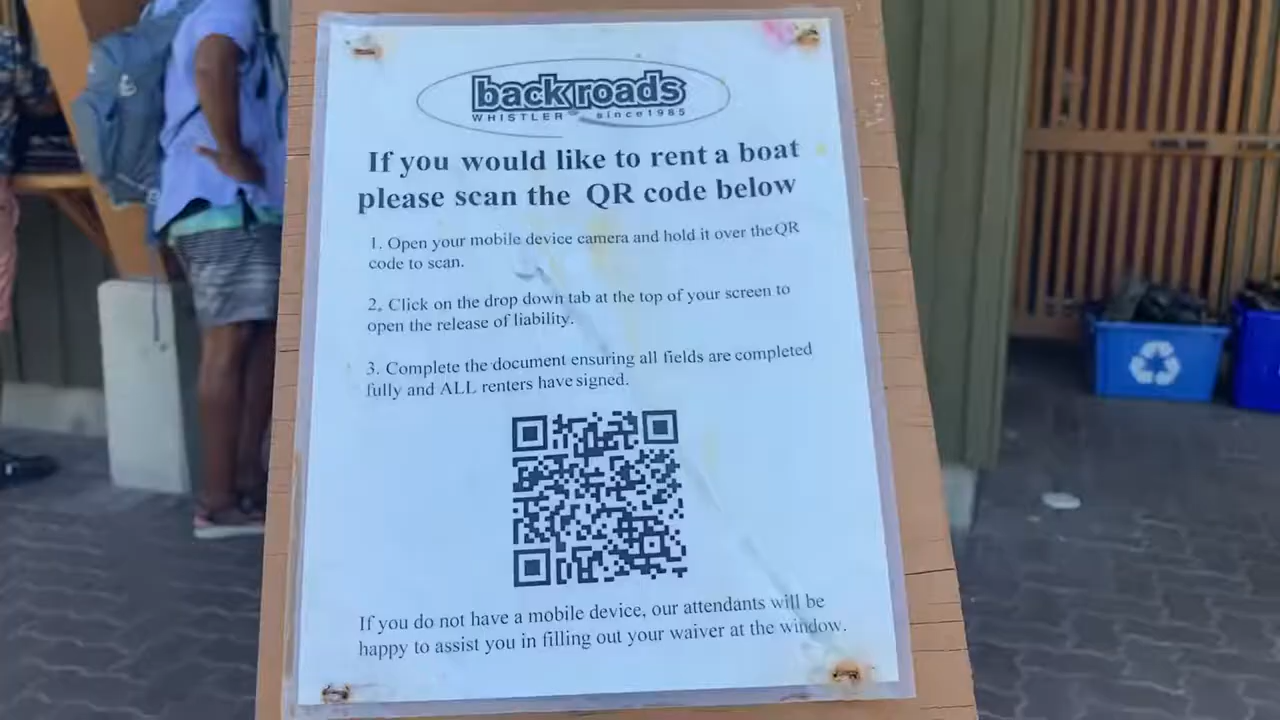 backroads
WHISTLER since1985
If you would like to rent a boat
please scan the QR code below
1. Open your mobile device camera and hold it over the QR
code to scan.
2. Click on the drop down tab at the top of your screen to
open the release of liability.
3. Complete the document ensuring all fields are completed
fully and ALL renters have signed.
If you do not have a mobile device, our attendants will be
happy to assist you in filling out your waiver at the window.